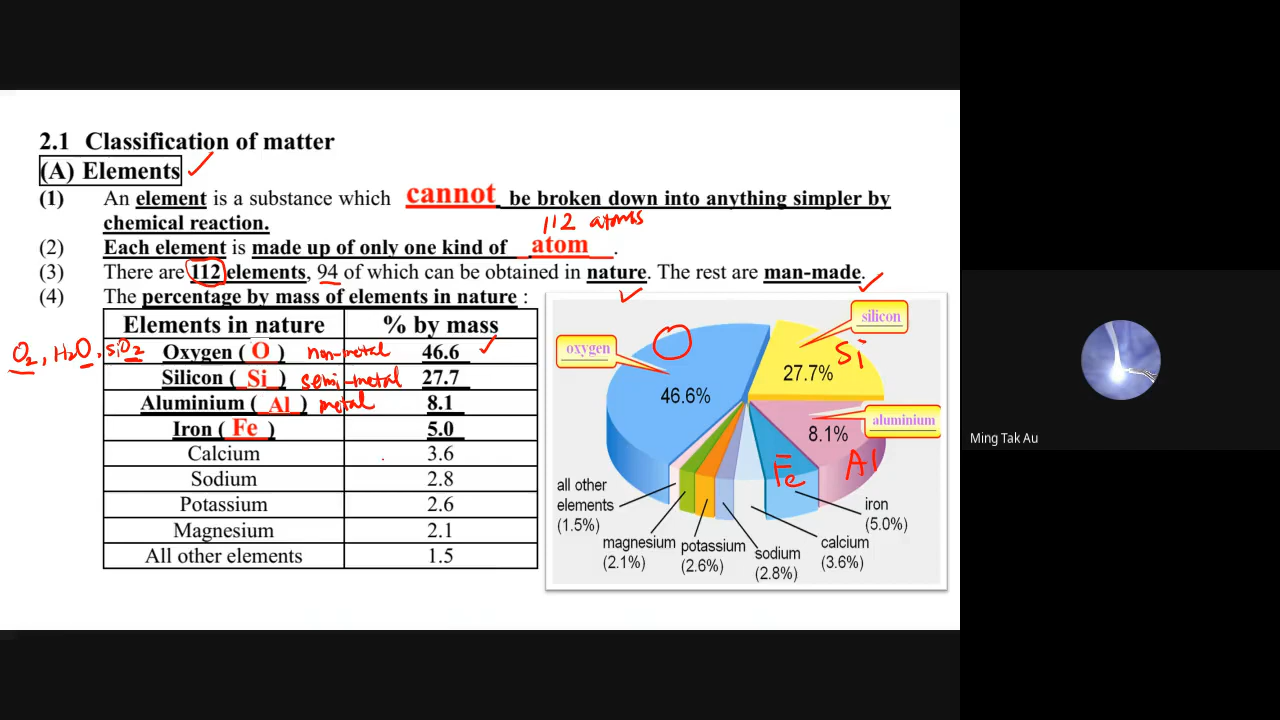 2.1 Classification of matter
(A) Elements ✓
(1) An element is a substance which cannot be broken down into anything simpler by
chemical reaction.
112 atoms
(2) Each element is made up of only one kind of atom.
(3) There are 112 elements, 94 of which can be obtained in nature. The rest are man-made.
(4) The percentage by mass of elements in nature :
Elements in nature % by mass
O2, H2O, SiO2 Oxygen ( O ) non-metal 46.6 ✓
Silicon ( Si ) semi-metal 27.7
Aluminium ( Al ) metal 8.1
Iron ( Fe ) 5.0
Calcium 3.6
Sodium 2.8
Potassium 2.6
Magnesium 2.1
All other elements 1.5
silicon
O
oxygen
Si
27.7%
46.6%
aluminium
8.1%
Fe
Al
all other
elements
(1.5%)
magnesium
(2.1%)
potassium
(2.6%)
sodium
(2.8%)
calcium
(3.6%)
iron
(5.0%)
Ming Tak Au